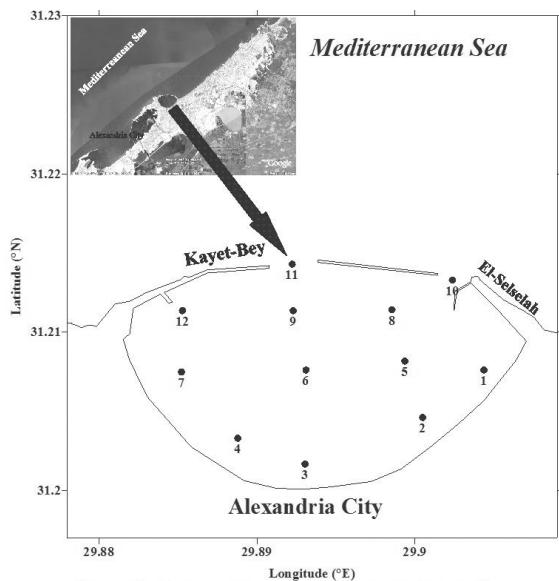 31.23
31.22
31.21
31.2
Latitude (°N)
Mediterranean Sea
Mediterranean Sea
Alexandria City
Google
Kayet-Bey
El-Selselah
11
10
12
9
8
7
6
5
1
2
4
3
Alexandria City
29.88
29.89
29.9
Longitude (°E)